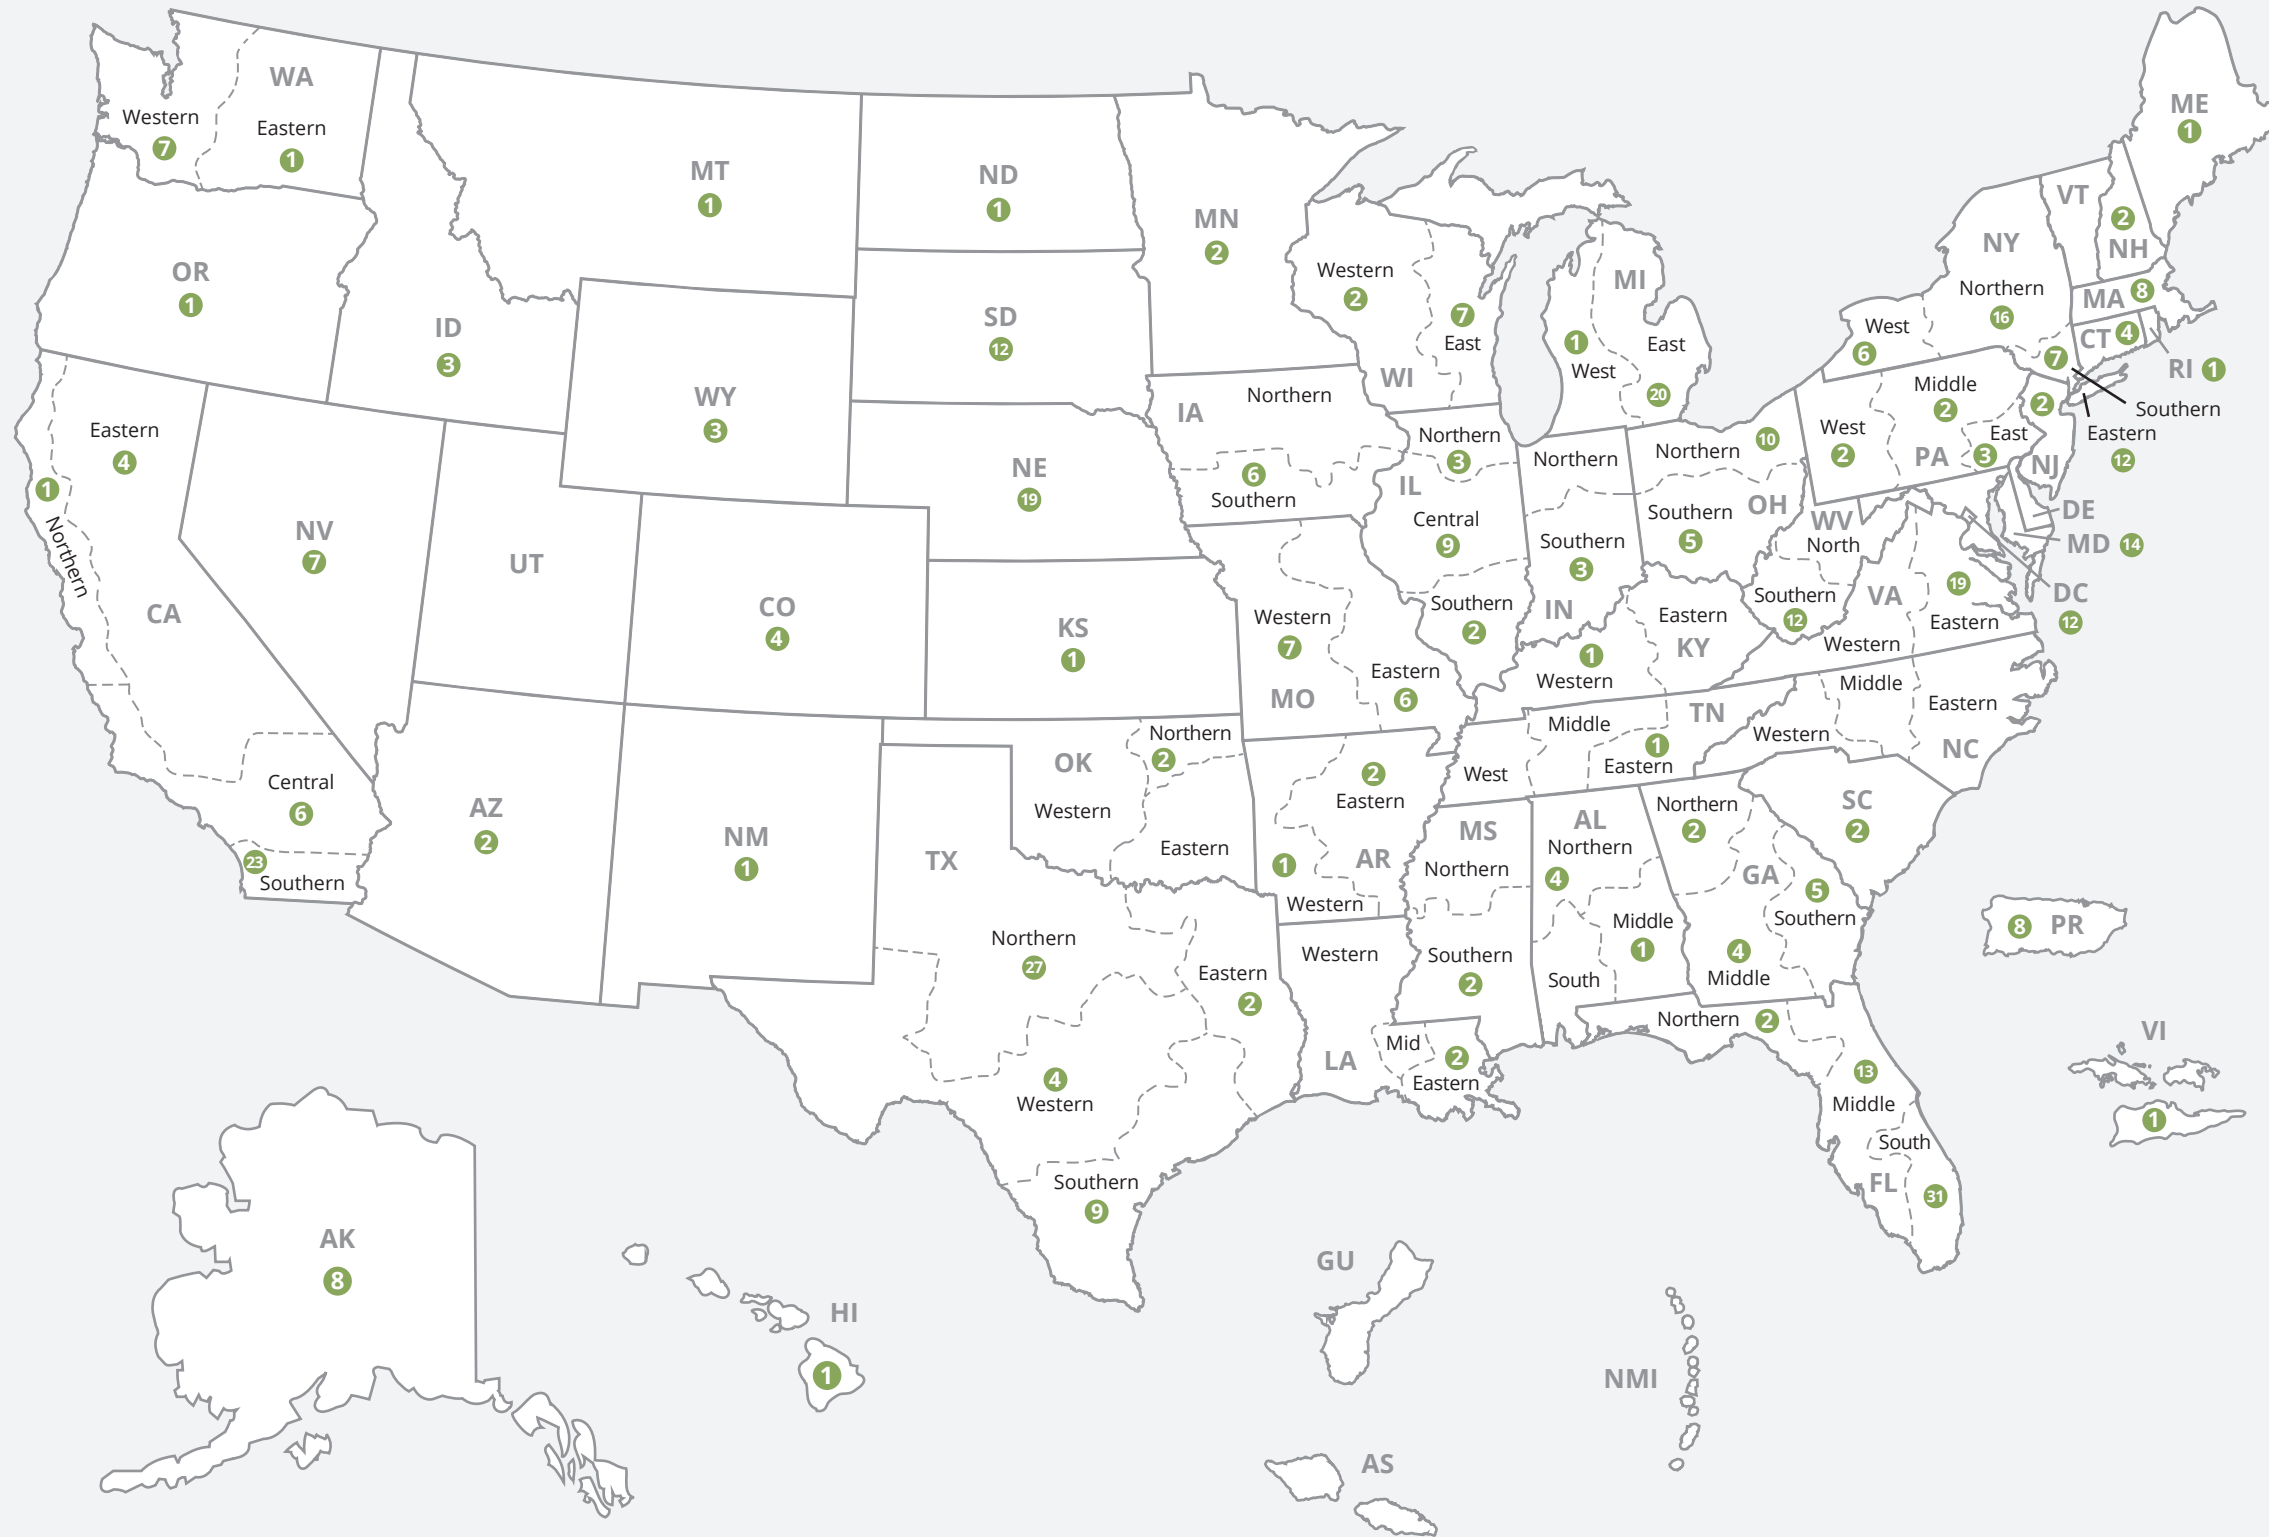 WA
Western
7
Eastern
1
OR
1
ID
3
MT
1
WY
3
ND
1
SD
12
NE
19
MN
2
Western
2
7
East
WI
1
West
MI
East
20
ME
1
VT
2
NH
NY
Northern
16
West
6
7
Southern
Eastern
12
MA 8
CT 4
RI 1
Middle
2
West
2
PA
East
3
2
NJ
DE
MD 14
DC
12
Eastern
4
1
Northern
CA
Central
6
23
Southern
NV
7
UT
CO
4
KS
1
AZ
2
NM
1
IA
Northern
6
Southern
Northern
3
IL
Central
9
Southern
2
Northern
Southern
3
IN
Northern
10
Southern
5
OH
WV
North
Southern
12
19
VA
Eastern
Western
Western
7
MO
Eastern
6
Eastern
KY
1
Western
Middle
TN
1
Eastern
West
Middle
Eastern
Western
NC
OK
Northern
2
Western
Eastern
2
Eastern
1
AR
Western
TX
Northern
27
Eastern
2
4
Western
Southern
9
MS
Northern
Southern
2
AL
Northern
4
Middle
1
South
Northern
2
GA
5
Southern
4
Middle
SC
2
Western
LA
Mid
2
Eastern
Northern 2
13
Middle
South
FL
31
8 PR
VI
1
AK
8
HI
1
GU
NMI
AS